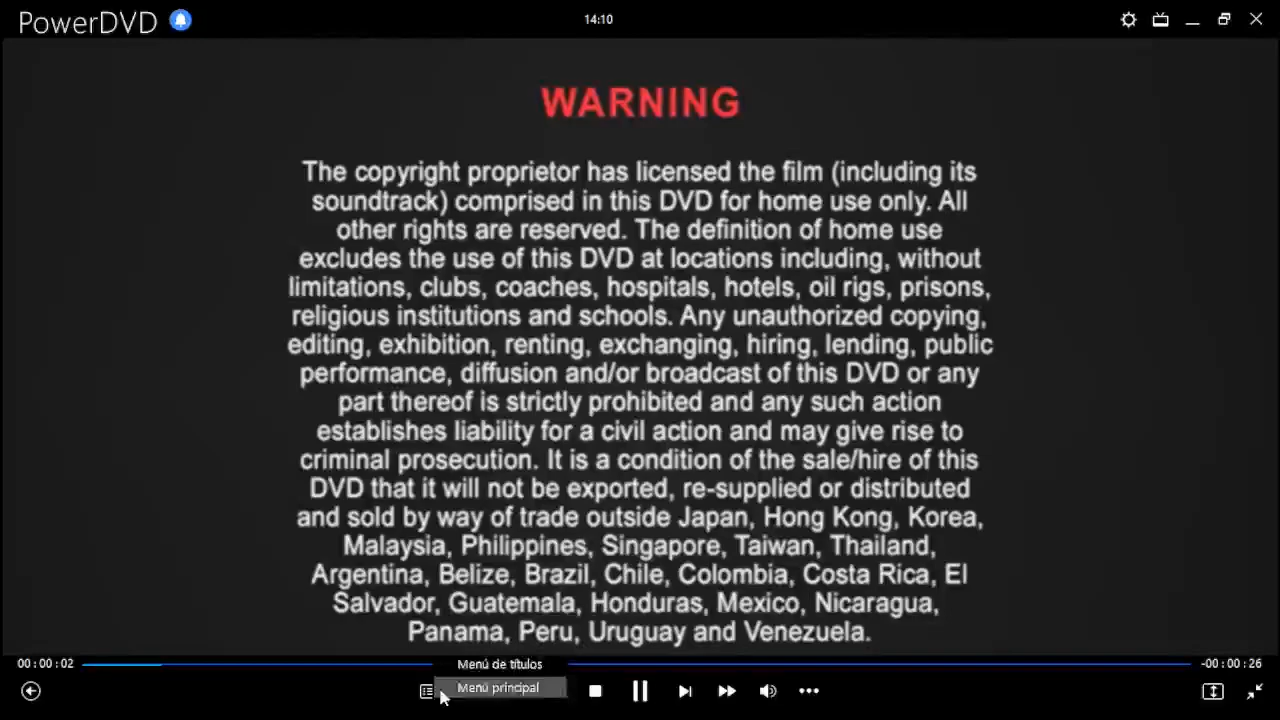 PowerDVD
14:10
WARNING
The copyright proprietor has licensed the film (including its
soundtrack) comprised in this DVD for home use only. All
other rights are reserved. The definition of home use
excludes the use of this DVD at locations including, without
limitations, clubs, coaches, hospitals, hotels, oil rigs, prisons,
religious institutions and schools. Any unauthorized copying,
editing, exhibition, renting, exchanging, hiring, lending, public
performance, diffusion and/or broadcast of this DVD or any
part thereof is strictly prohibited and any such action
establishes liability for a civil action and may give rise to
criminal prosecution. It is a condition of the sale/hire of this
DVD that it will not be exported, re-supplied or distributed
and sold by way of trade outside Japan, Hong Kong, Korea,
Malaysia, Philippines, Singapore, Taiwan, Thailand,
Argentina, Belize, Brazil, Chile, Colombia, Costa Rica, El
Salvador, Guatemala, Honduras, Mexico, Nicaragua,
Panama, Peru, Uruguay and Venezuela.
00:00:02
Menú de títulos
-00:00:26
Menú principal